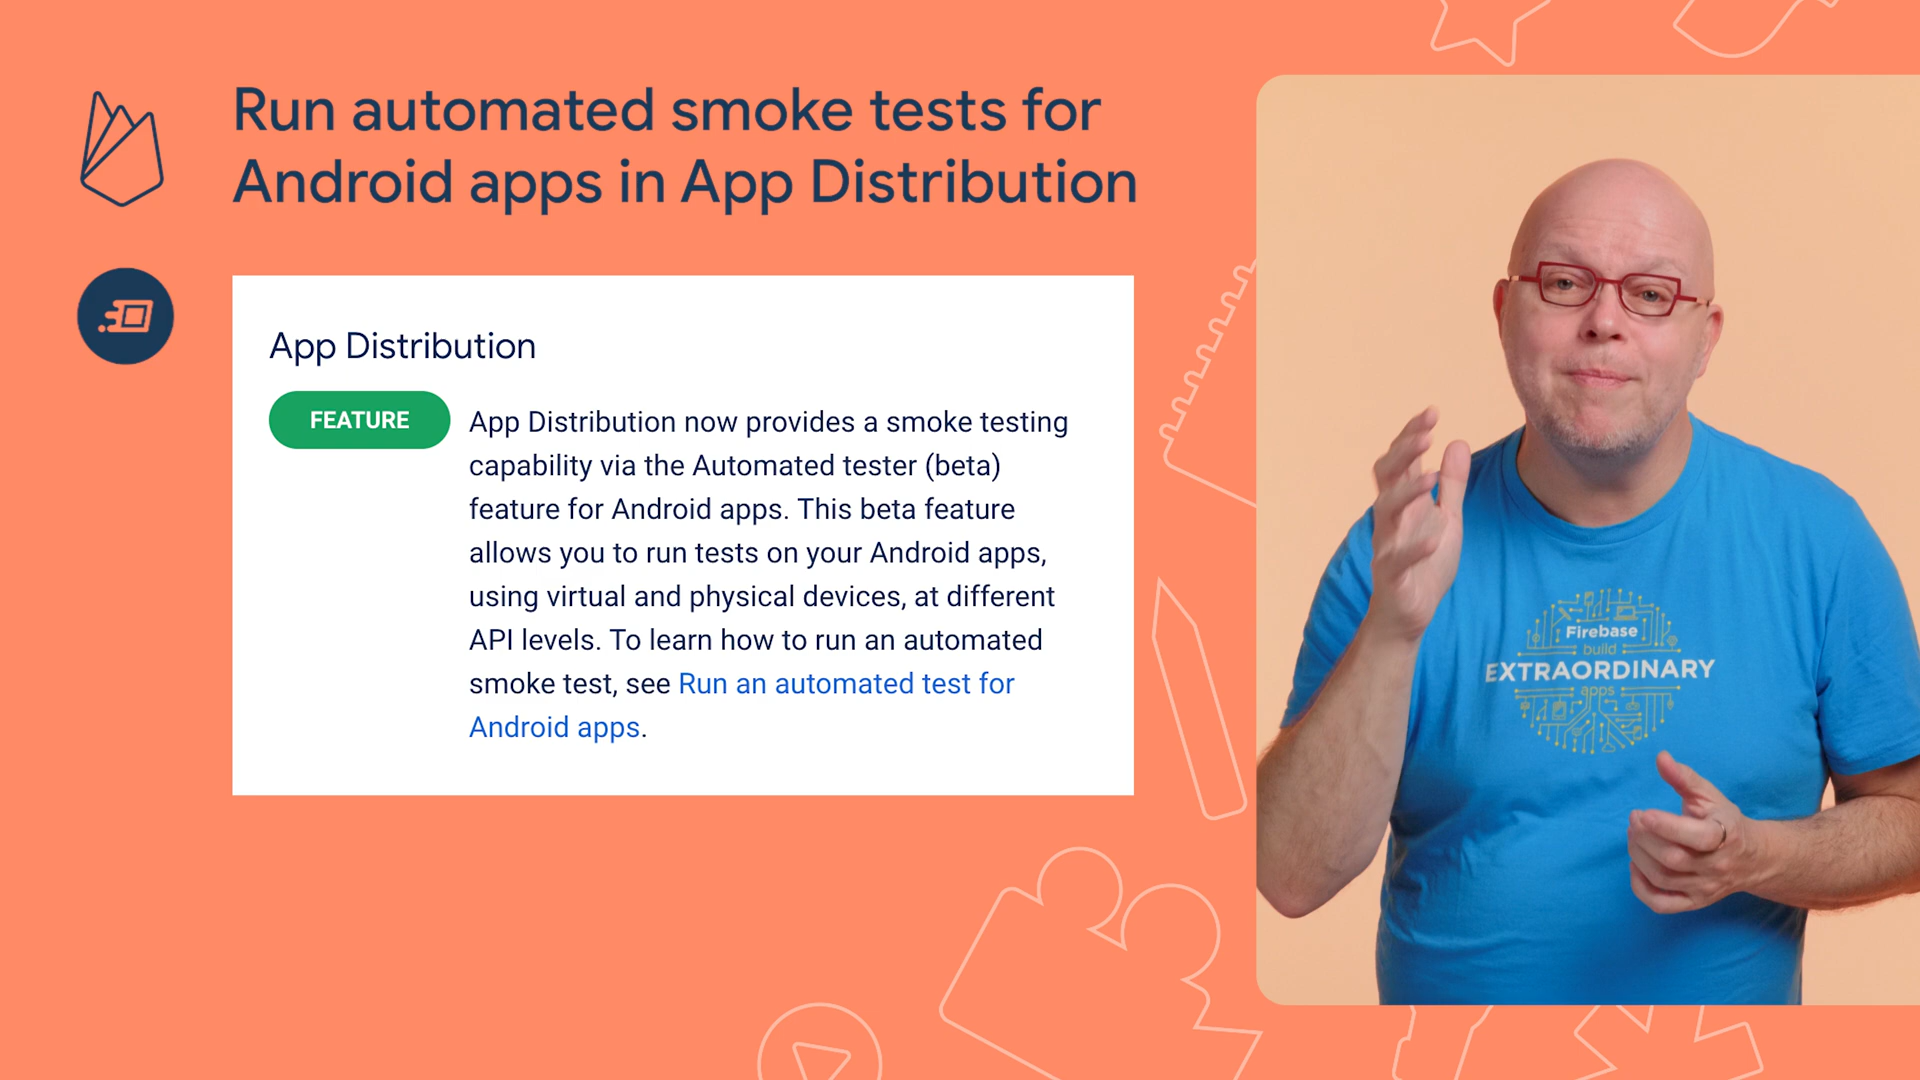 Run automated smoke tests for
Android apps in App Distribution
App Distribution
FEATURE
App Distribution now provides a smoke testing
capability via the Automated tester (beta)
feature for Android apps. This beta feature
allows you to run tests on your Android apps,
using virtual and physical devices, at different
API levels. To learn how to run an automated
smoke test, see Run an automated test for
Android apps.
Firebase
build
EXTRAORDINARY
apps